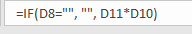 =IF(D8="", "", D11*D10)